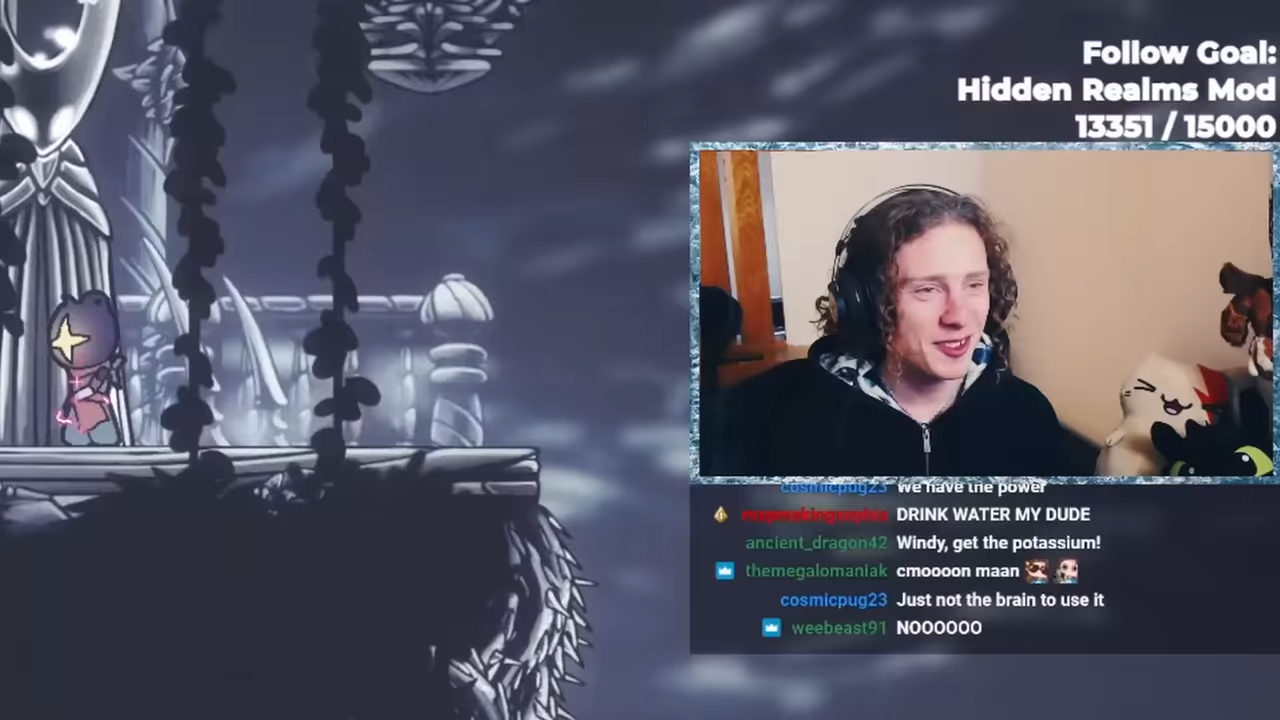 Follow Goal:
Hidden Realms Mod
13351 / 15000
cosmicpug23 We have the power
DRINK WATER MY DUDE
ancient_dragon42 Windy, get the potassium!
themegalomaniak cmoooon maan
cosmicpug23 Just not the brain to use it
weebeast91 NOOOOOO